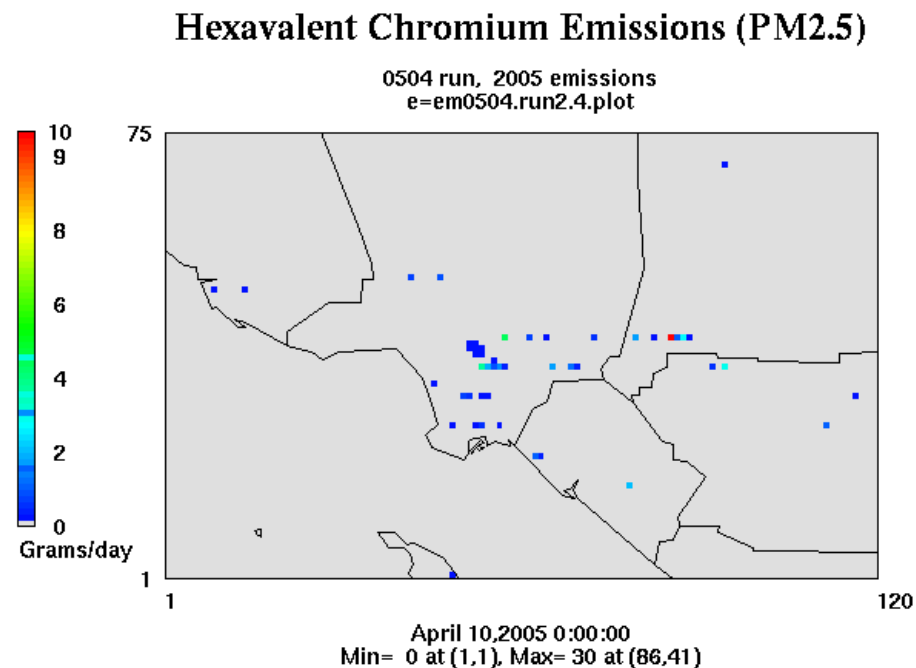 Hexavalent Chromium Emissions (PM2.5)
0504 run, 2005 emissions
e=em0504.run2.4.plot
10
9
8
6
4
2
0
Grams/day
75
1
1
120
April 10,2005 0:00:00
Min= 0 at (1,1), Max= 30 at (86,41)